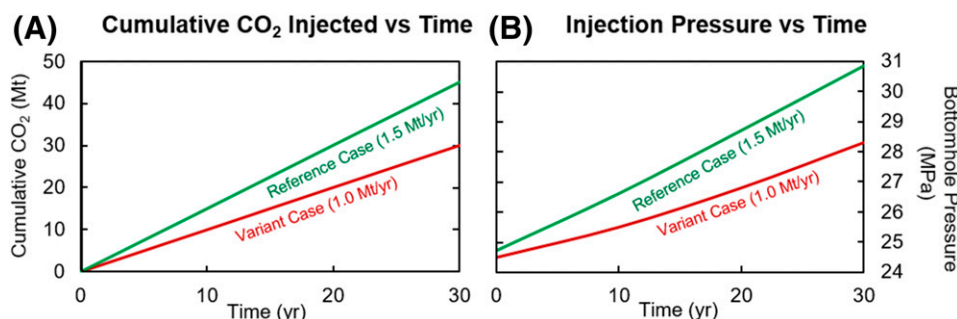 (A) Cumulative CO₂ Injected vs Time
Cumulative CO₂ (Mt)
50
40
30
20
10
0
Reference Case (1.5 Mt/yr)
Variant Case (1.0 Mt/yr)
0 10 20 30
Time (yr)
(B) Injection Pressure vs Time
Reference Case (1.5 Mt/yr)
Variant Case (1.0 Mt/yr)
31
30
29
28
27
26
25
24
Bottomhole Pressure
(MPa)
0 10 20 30
Time (yr)